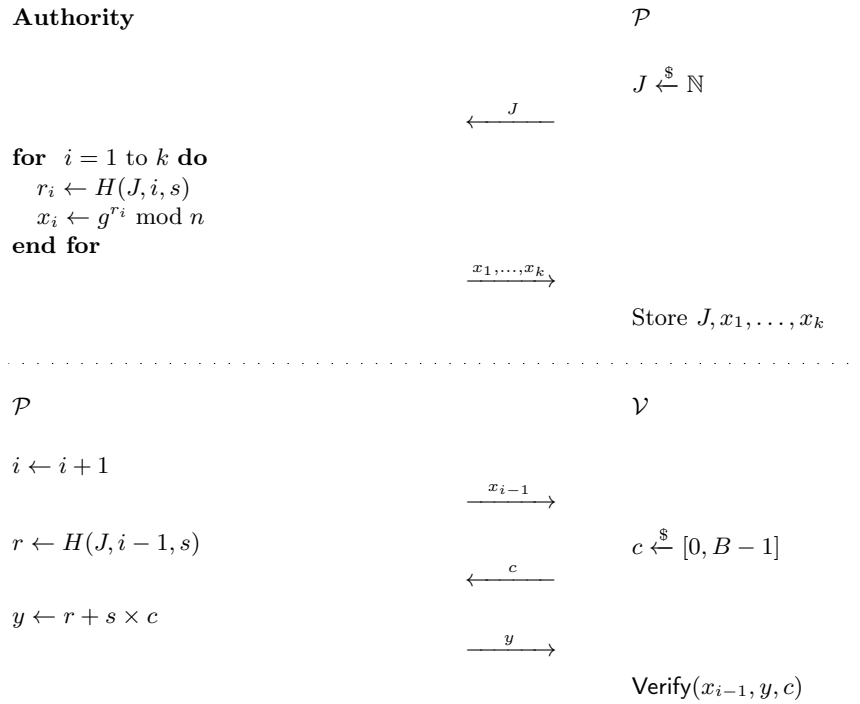 Authority 𝒫
J ←$ ℕ
J
for i = 1 to k do
r_i ← H(J, i, s)
x_i ← g^{r_i} mod n
end for
x_1,...,x_k
Store J, x_1, . . . , x_k
𝒫 𝒱
i ← i + 1
x_{i−1}
r ← H(J, i − 1, s) c ←$ [0, B − 1]
c
y ← r + s × c
y
Verify(x_{i−1}, y, c)